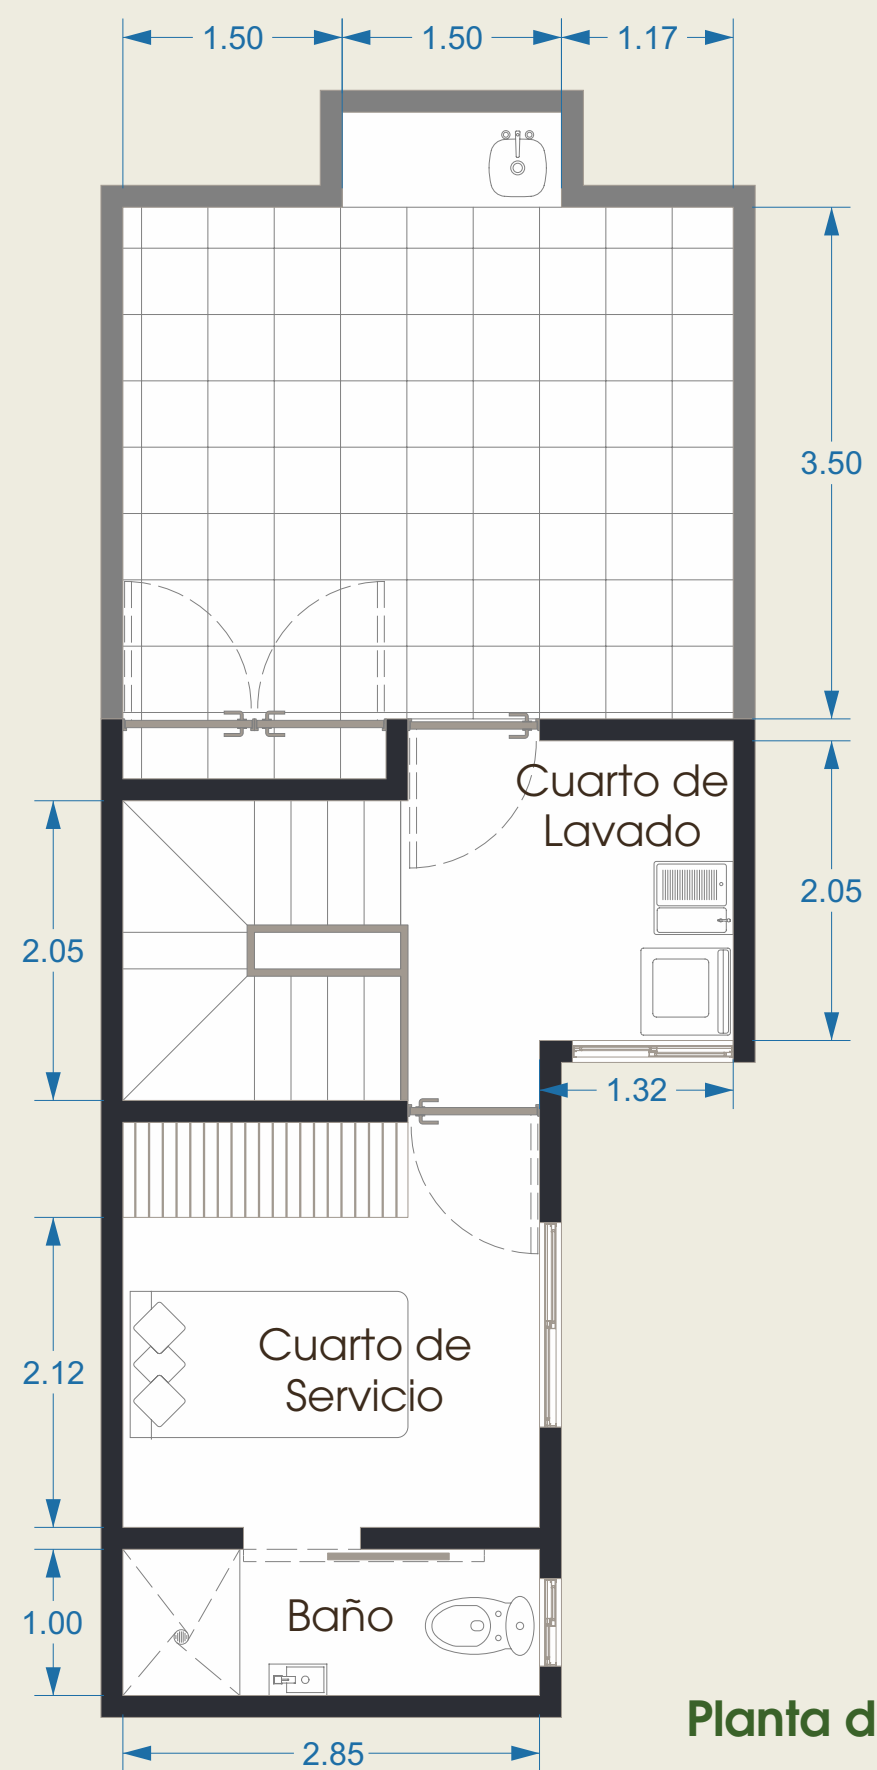 1.50 1.50 1.17
3.50
Cuarto de
Lavado
2.05
2.05
1.32
Cuarto de
Servicio
2.12
Baño
1.00
Planta d
2.85